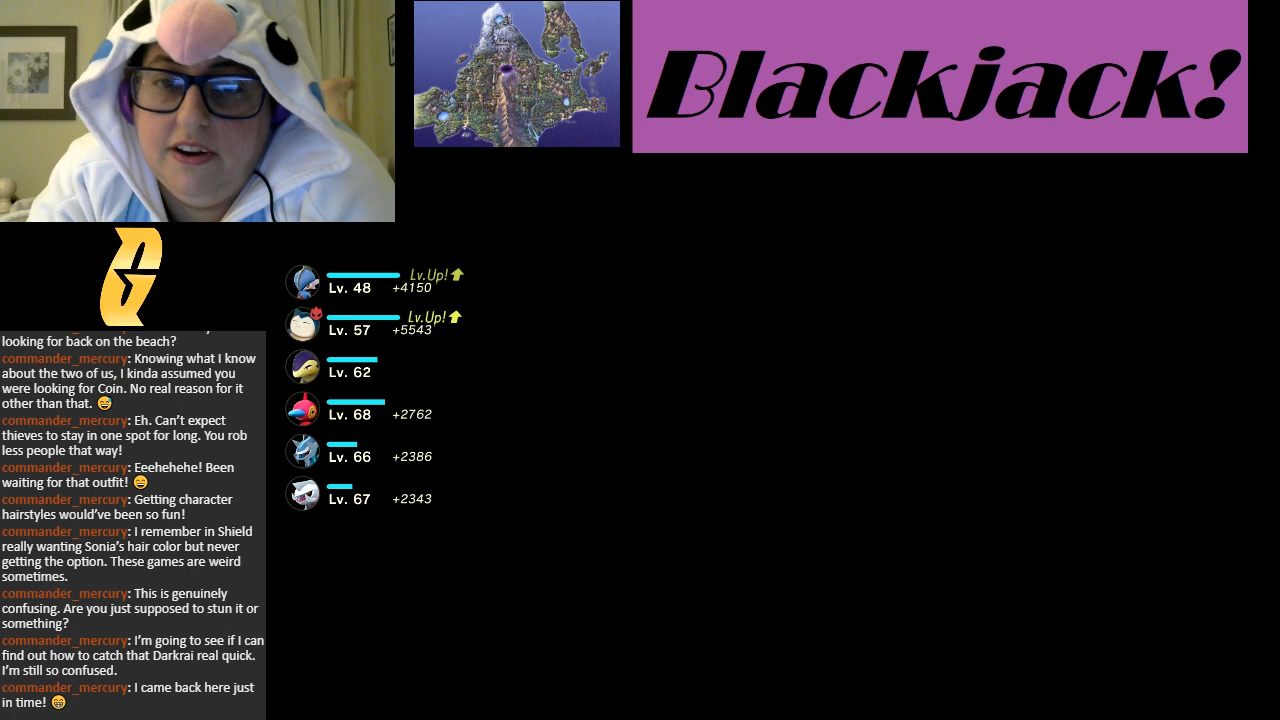 Blackjack!
Lv.Up!
Lv. 48 +4150
Lv.Up!
Lv. 57 +5543
Lv. 62
Lv. 68 +2762
Lv. 66 +2386
Lv. 67 +2343
looking for back on the beach?
commander_mercury: Knowing what I know
about the two of us, I kinda assumed you
were looking for Coin. No real reason for it
other than that. 😅
commander_mercury: Eh. Can't expect
thieves to stay in one spot for long. You rob
less people that way!
commander_mercury: Eeehehehe! Been
waiting for that outfit! 😄
commander_mercury: Getting character
hairstyles would've been so fun!
commander_mercury: I remember in Shield
really wanting Sonia's hair color but never
getting the option. These games are weird
sometimes.
commander_mercury: This is genuinely
confusing. Are you just supposed to stun it or
something?
commander_mercury: I'm going to see if I can
find out how to catch that Darkrai real quick.
I'm still so confused.
commander_mercury: I came back here just
in time! 😁